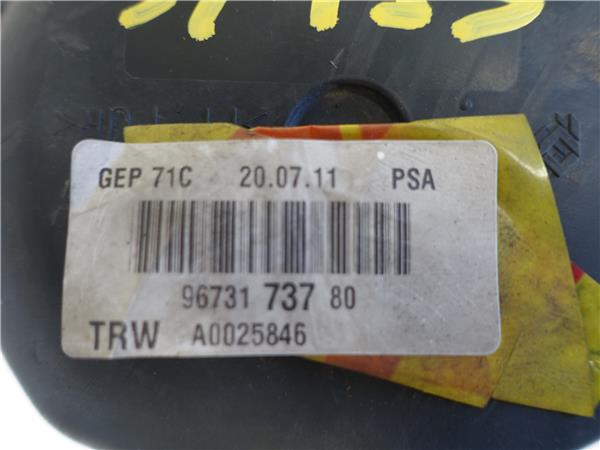 GEP 71C 20.07.11 PSA
96731 737 80
TRW A0025846